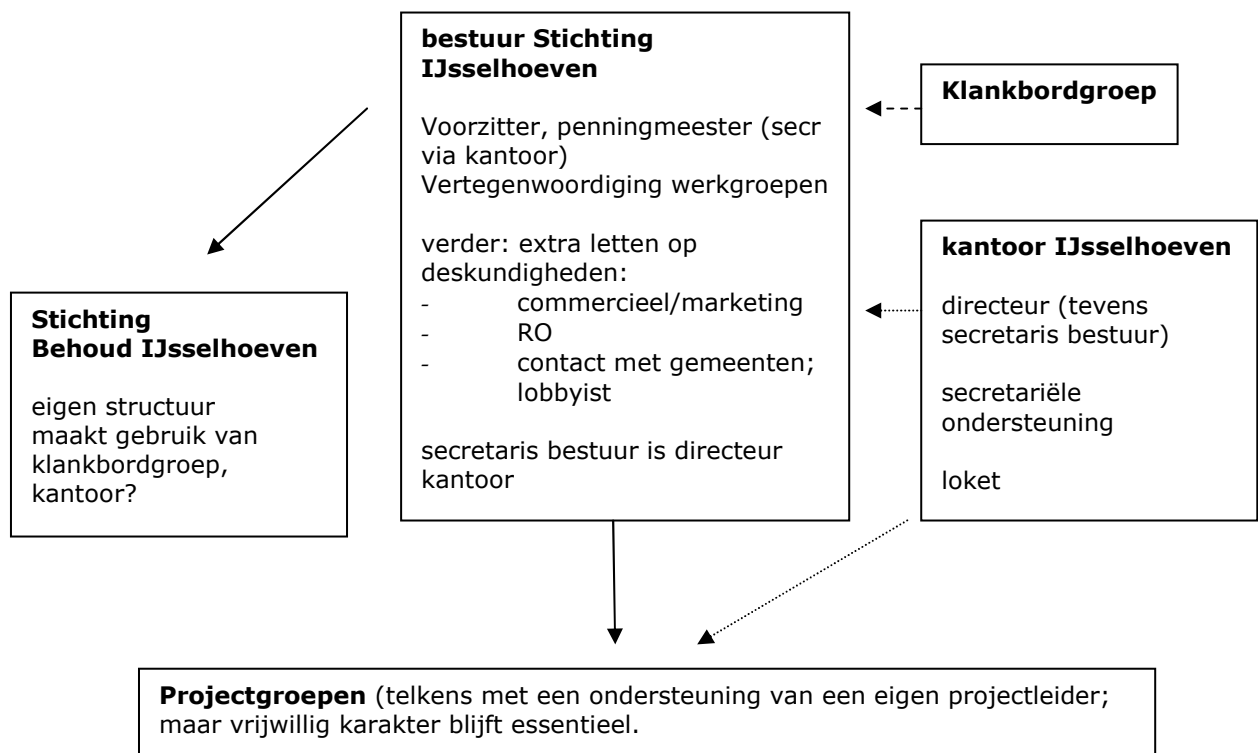 bestuur Stichting
IJsselhoeven
Voorzitter, penningmeester (secr
via kantoor)
Vertegenwoordiging werkgroepen
verder: extra letten op
deskundigheden:
- commercieel/marketing
- RO
- contact met gemeenten;
lobbyist
secretaris bestuur is directeur
kantoor
Klankbordgroep
kantoor IJsselhoeven
directeur (tevens
secretaris bestuur)
secretariële
ondersteuning
loket
Stichting
Behoud IJsselhoeven
eigen structuur
maakt gebruik van
klankbordgroep,
kantoor?
Projectgroepen (telkens met een ondersteuning van een eigen projectleider;
maar vrijwillig karakter blijft essentieel.